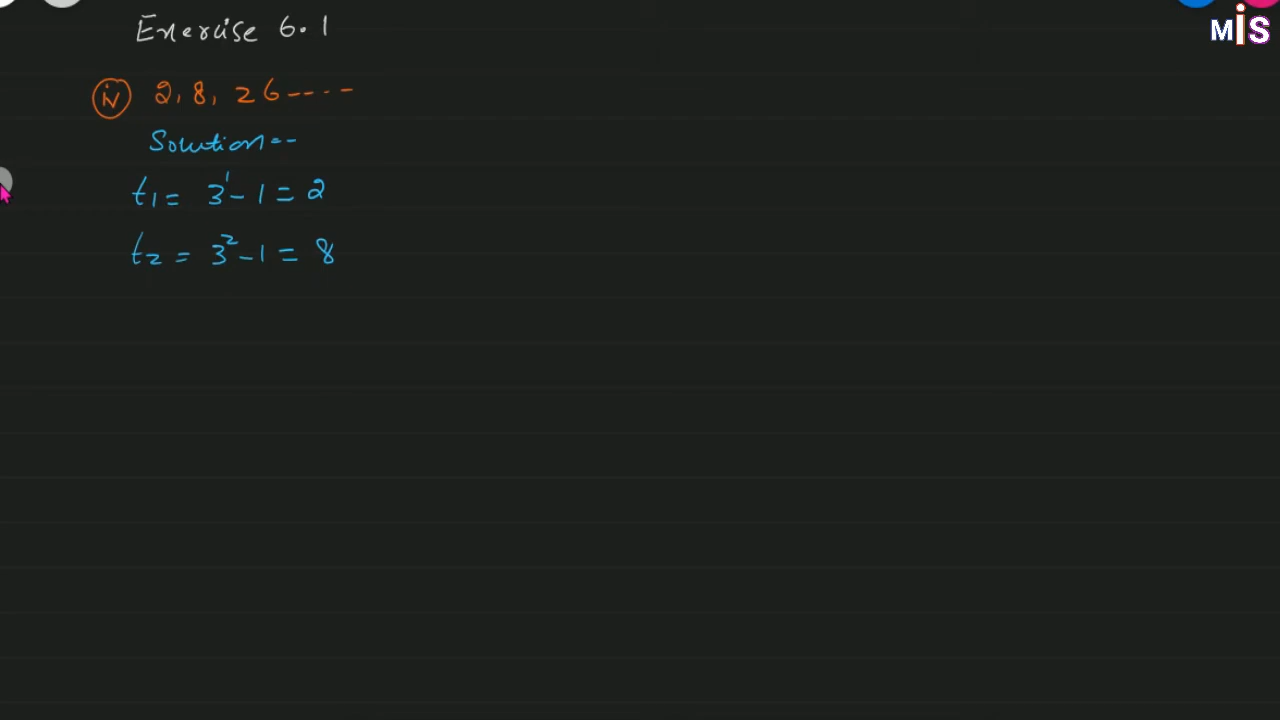 MiS
Exercise 6.1
iv 2, 8, 26-----
Solution=-
t1= 3¹-1=2
t2=3²-1=8